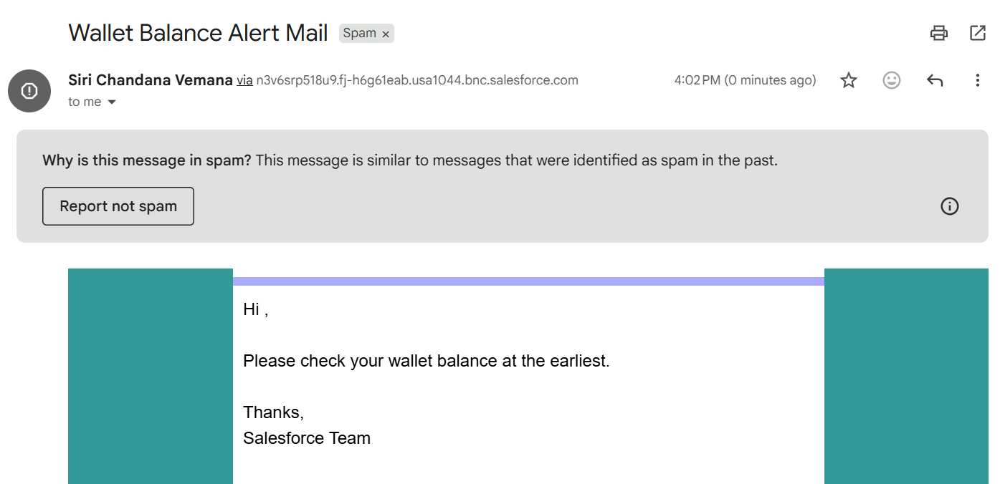 Wallet Balance Alert Mail Spam ×
Siri Chandana Vemana via n3v6srp518u9.fj-h6g61eab.usa1044.bnc.salesforce.com 4:02 PM (0 minutes ago)
to me
Why is this message in spam? This message is similar to messages that were identified as spam in the past.
Report not spam
Hi ,
Please check your wallet balance at the earliest.
Thanks,
Salesforce Team